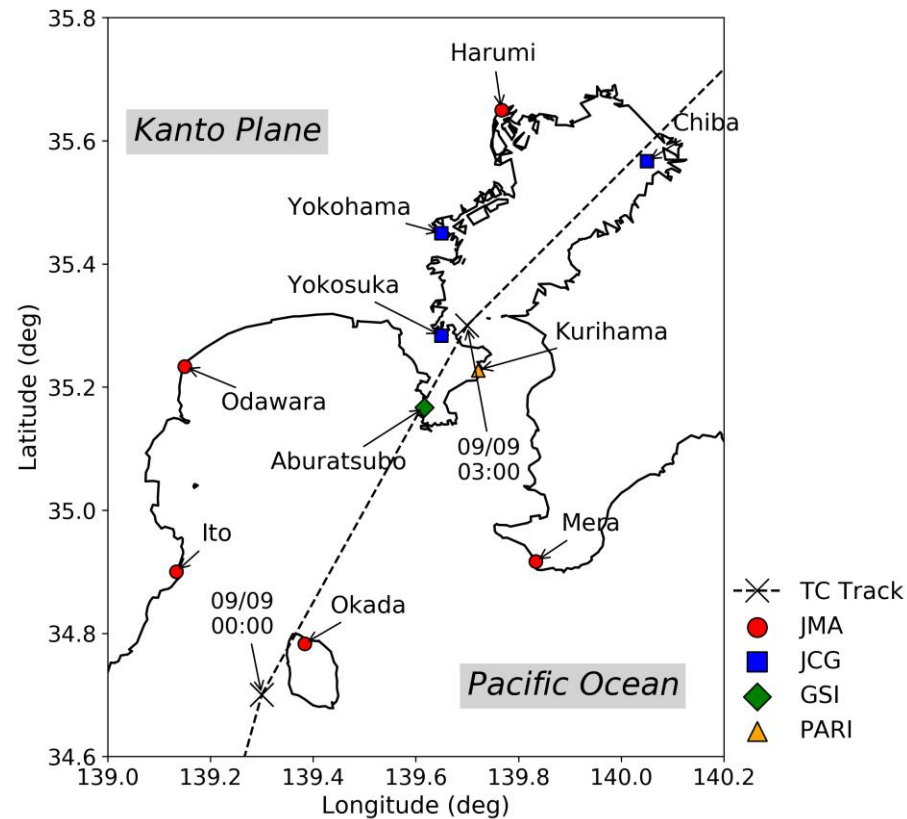 35.8
35.6
35.4
35.2
35.0
34.8
34.6
Latitude (deg)
Harumi
Kanto Plane
Chiba
Yokohama
Yokosuka
Kurihama
Odawara
Aburatsubo
09/09
03:00
Ito
Mera
09/09
00:00
Okada
Pacific Ocean
TC Track
JMA
JCG
GSI
PARI
139.0 139.2 139.4 139.6 139.8 140.0 140.2
Longitude (deg)